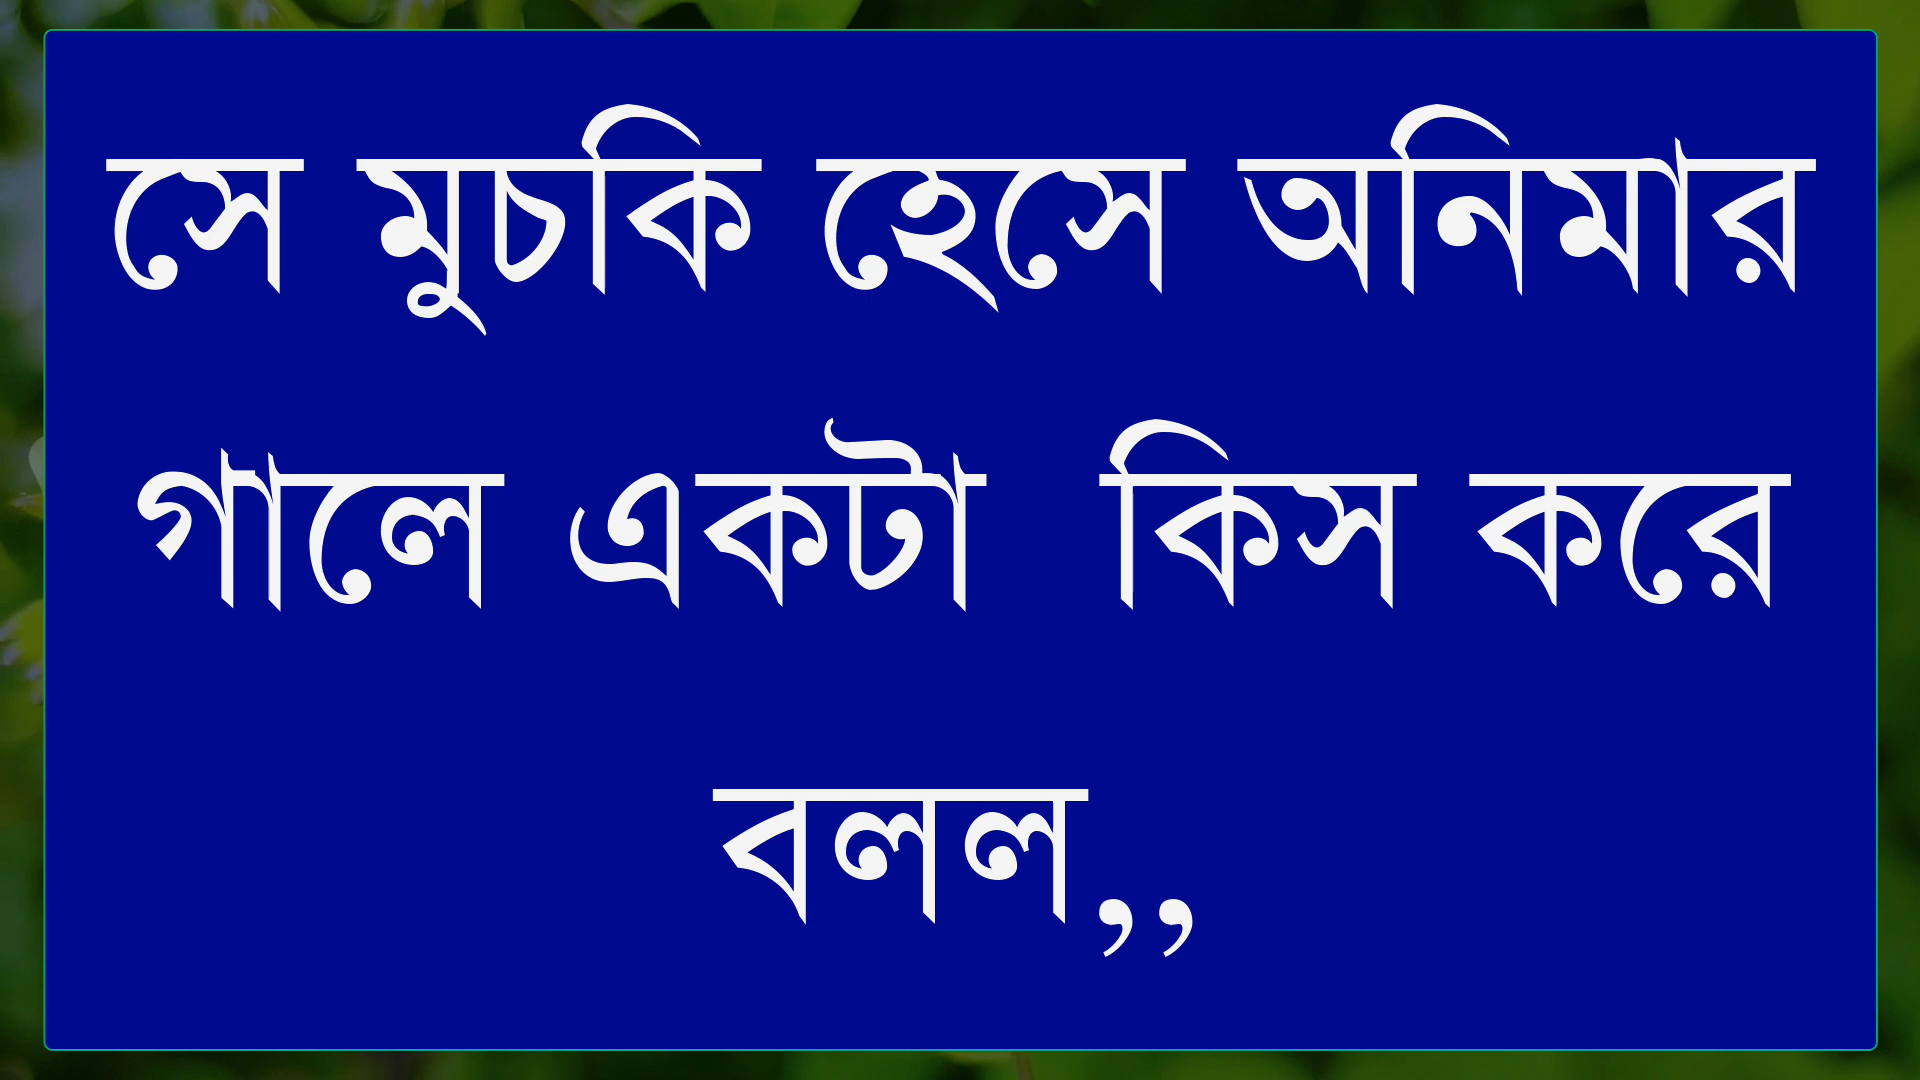 সে মুচকি হেসে অনিমার
গালে একটা কিস করে
বলল,,